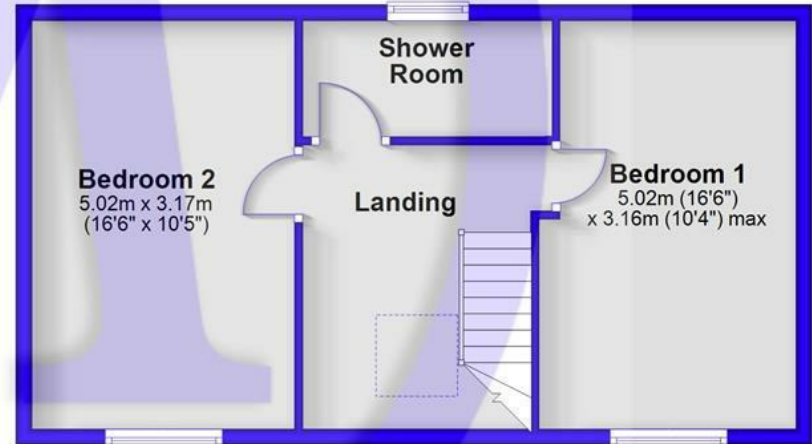 Shower
Room
Bedroom 2
5.02m x 3.17m
(16'6" x 10'5")
Landing
Bedroom 1
5.02m (16'6")
x 3.16m (10'4") max